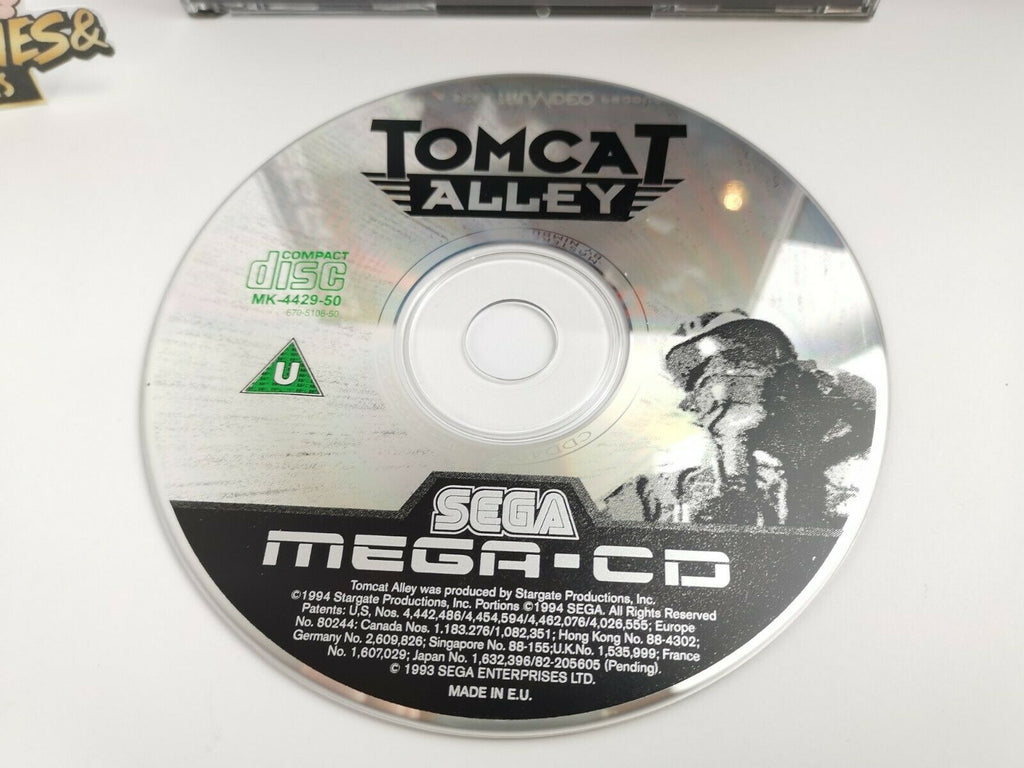 IES&
TOMCAT
ALLEY
COMPACT
disc
MK-4429-50
670-5108-50
U
SEGA
MEGA-CD
Tomcat Alley was produced by Stargate Productions, Inc.
©1994 Stargate Productions, Inc. Portions ©1994 SEGA. All Rights Reserved
Patents: U,S, Nos. 4,442,486/4,454,594/4,462,076/4,026,555; Europe
No. 80244: Canada Nos. 1.183.276/1,082,351; Hong Kong No. 88-4302;
Germany No. 2,609,826; Singapore No. 88-155; U.K.No. 1,535,999; France
No. 1,607,029; Japan No. 1,632,396/82-205605 (Pending).
© 1993 SEGA ENTERPRISES LTD.
MADE IN E.U.